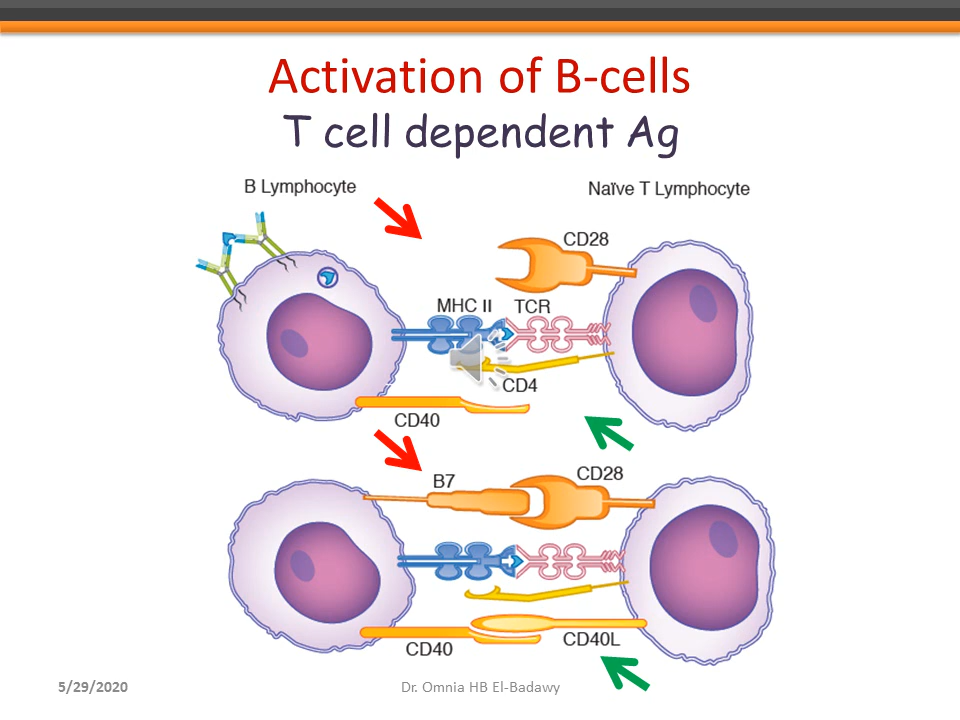 Activation of B-cells
T cell dependent Ag
B Lymphocyte
Naïve T Lymphocyte
CD28
MHC II
TCR
CD4
CD40
B7
CD28
CD40
CD40L
5/29/2020
Dr. Omnia HB El-Badawy